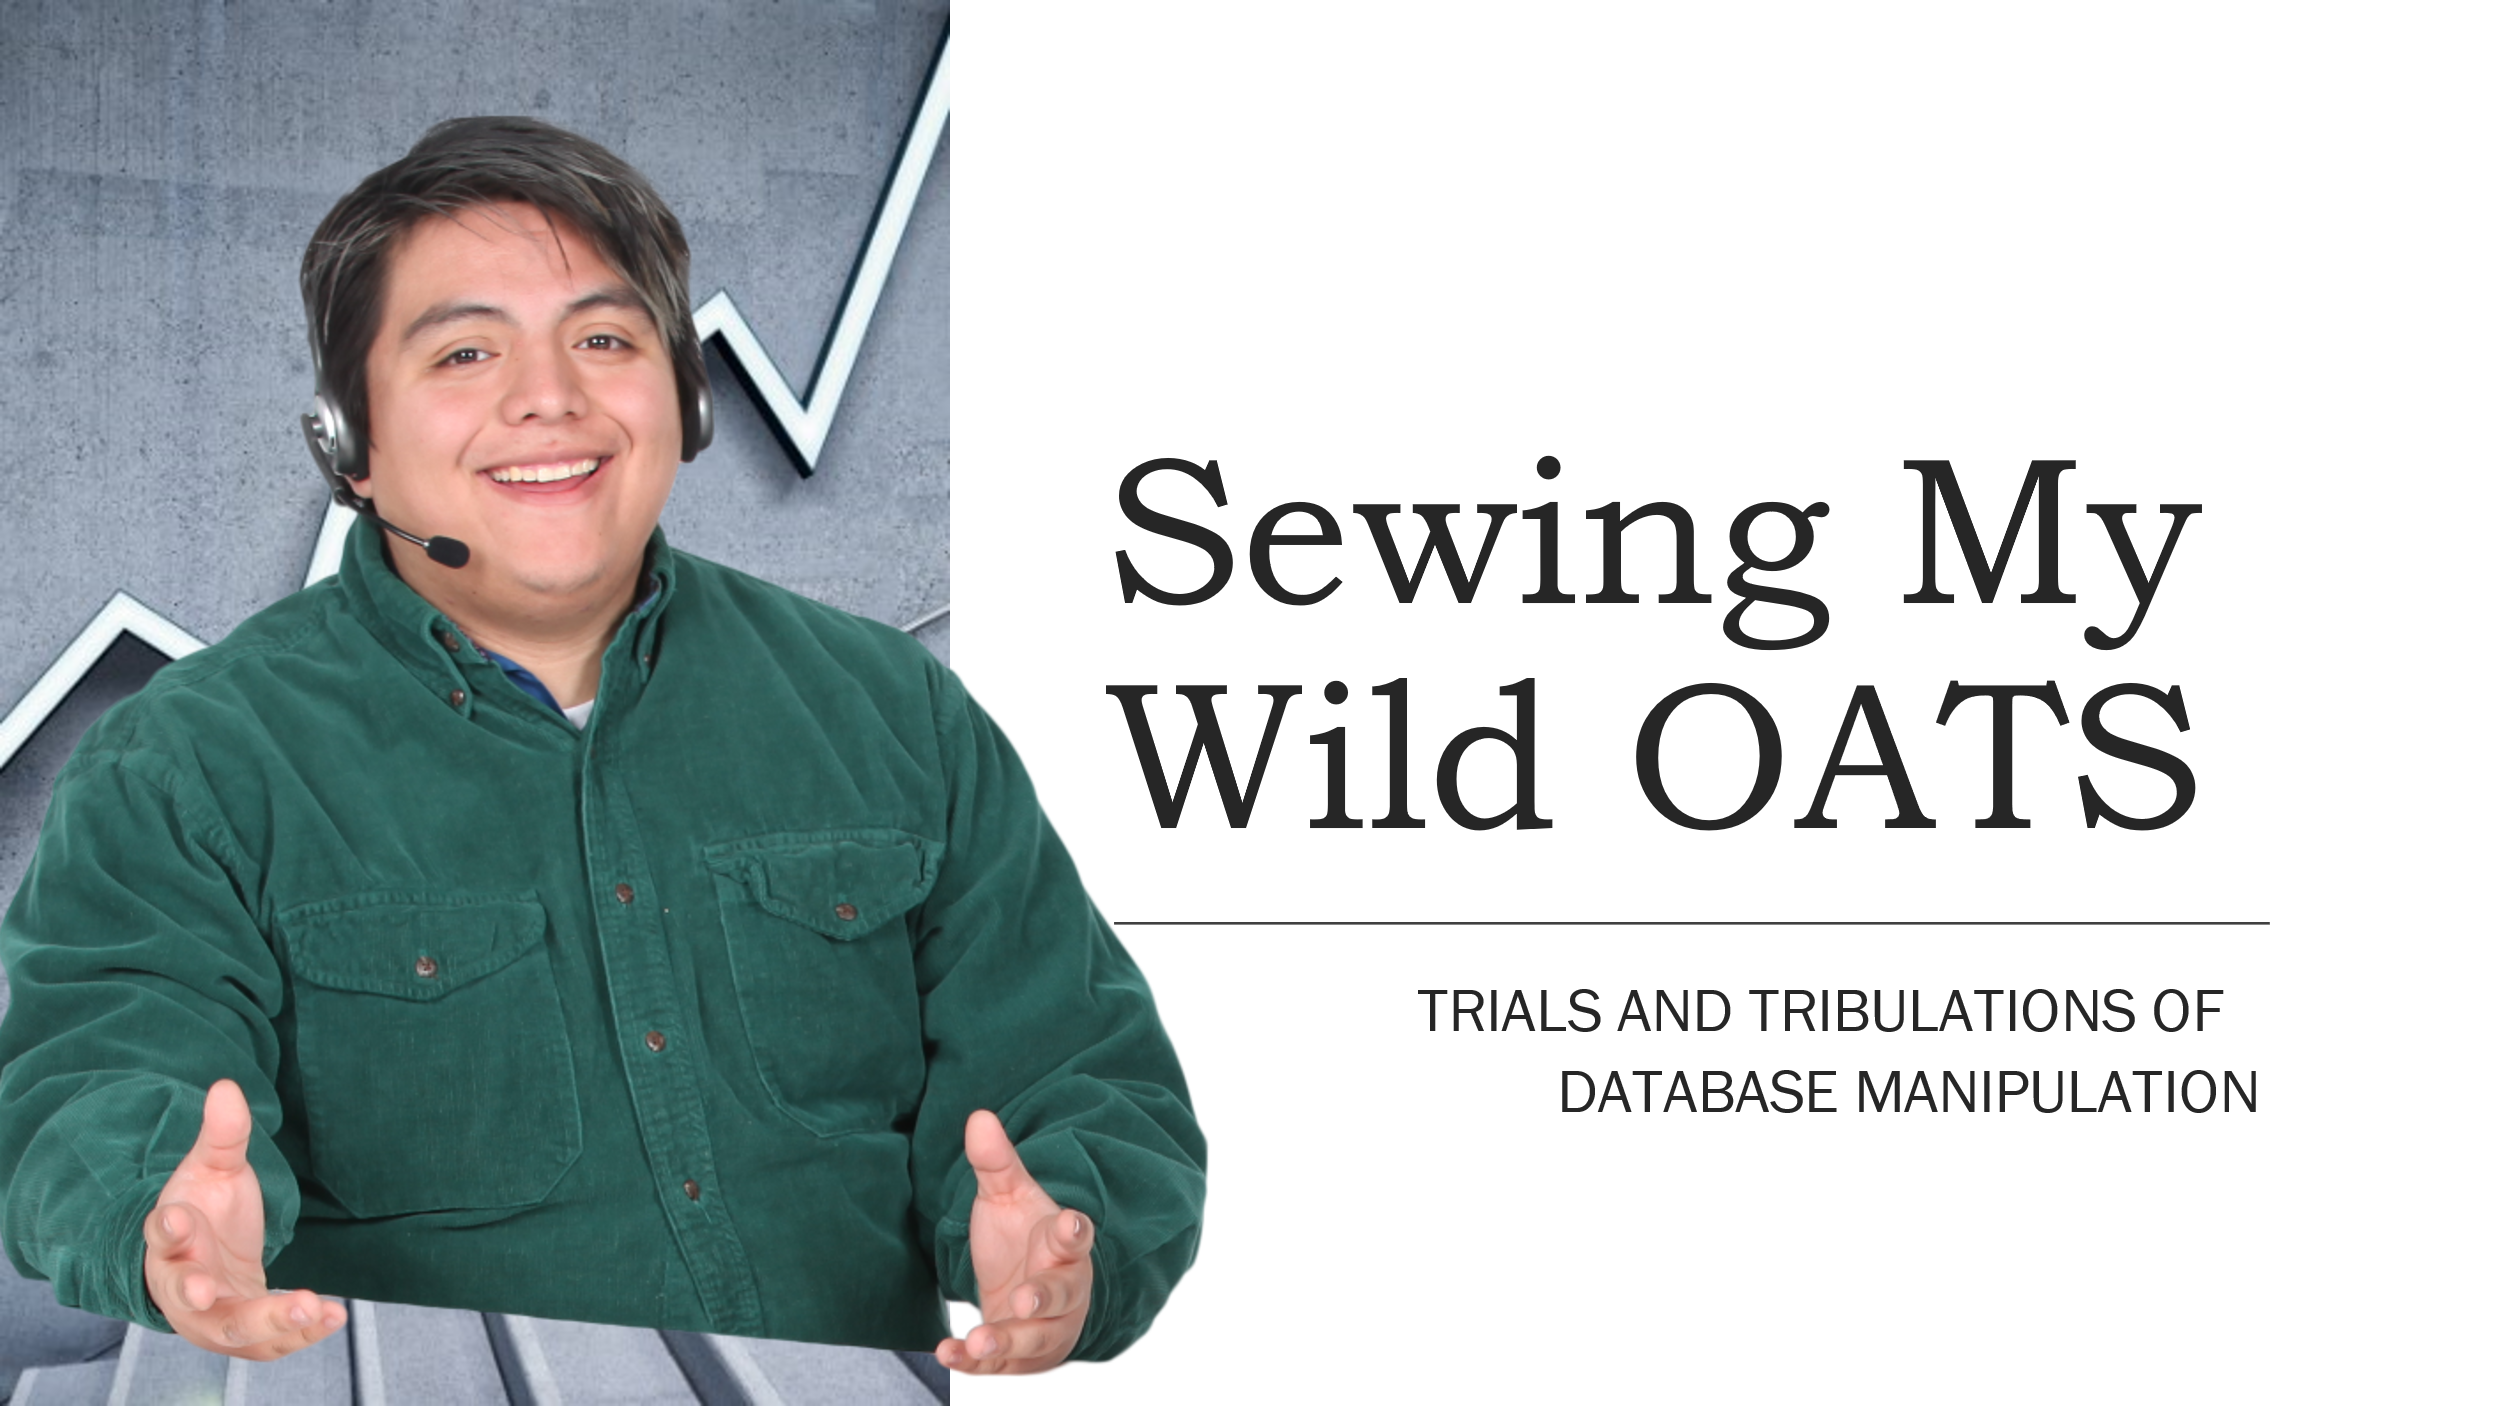 Sewing My
Wild OATS
TRIALS AND TRIBULATIONS OF
DATABASE MANIPULATION